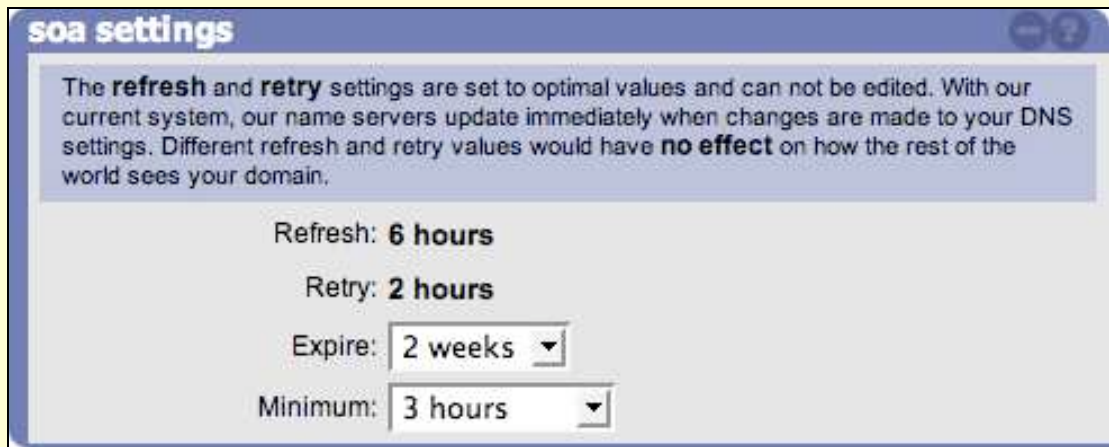 soa settings
The refresh and retry settings are set to optimal values and can not be edited. With our
current system, our name servers update immediately when changes are made to your DNS
settings. Different refresh and retry values would have no effect on how the rest of the
world sees your domain.
Refresh: 6 hours
Retry: 2 hours
Expire: 2 weeks
Minimum: 3 hours